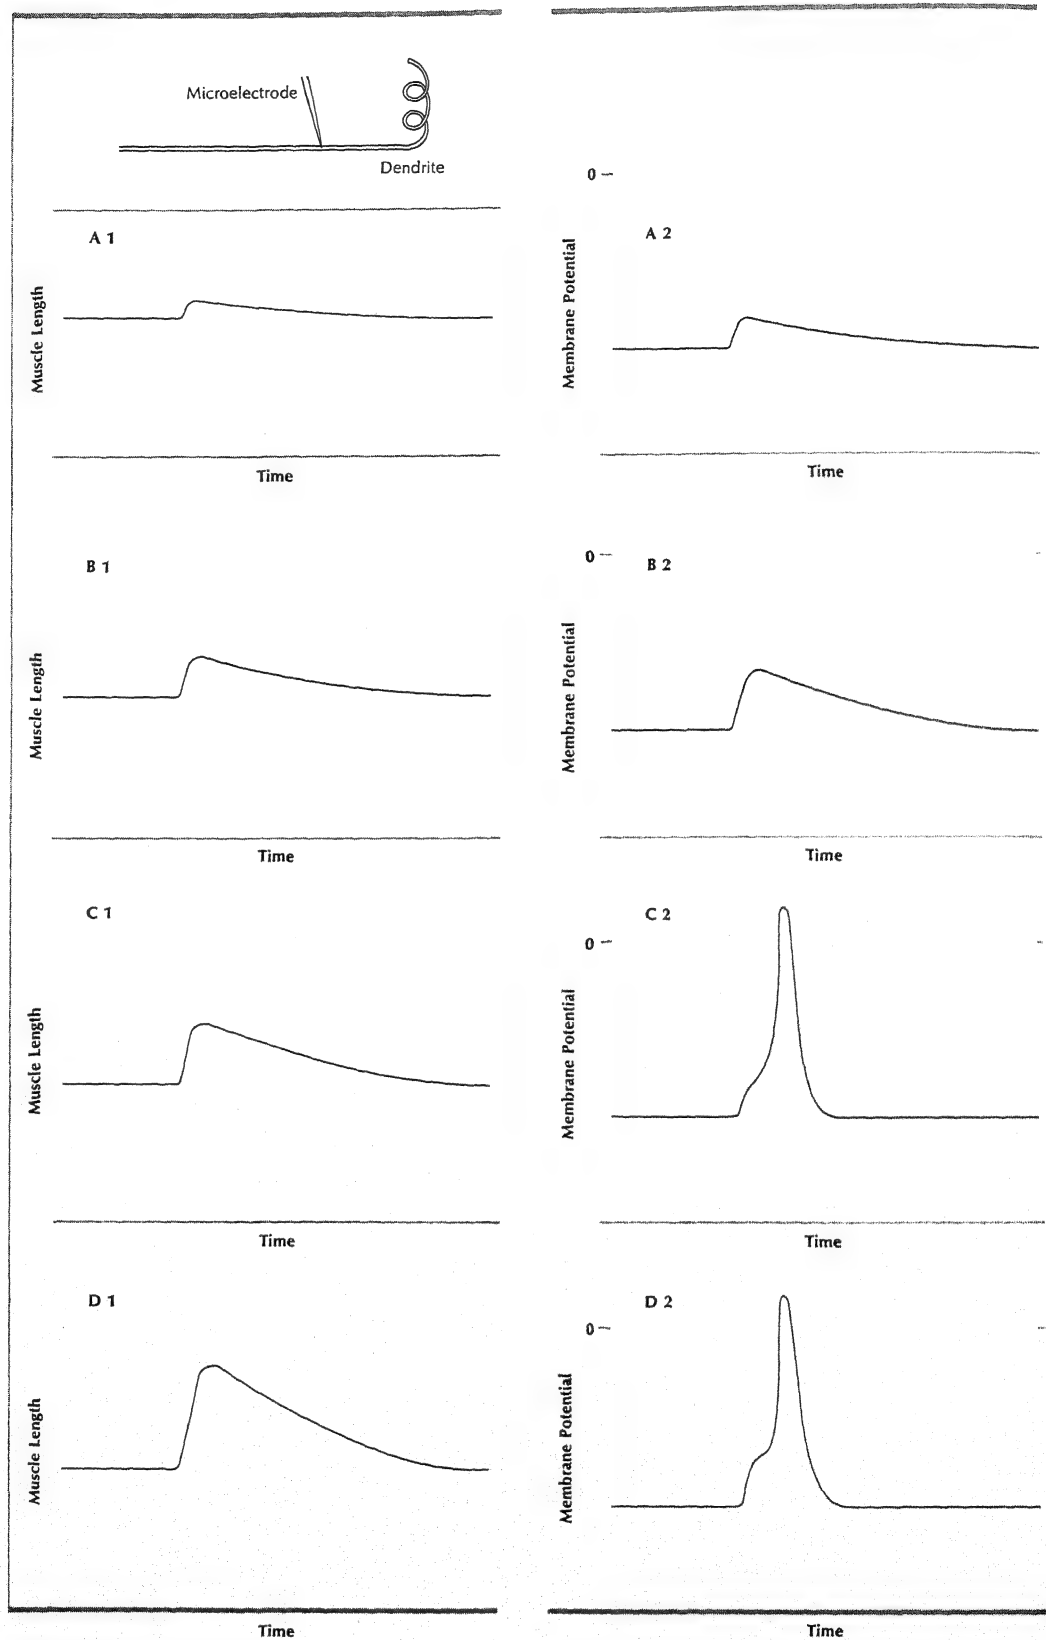 Microelectrode
Dendrite
0
A 1
A 2
Muscle Length
Membrane Potential
Time
Time
0
B 1
B 2
Muscle Length
Membrane Potential
Time
Time
C 1
C 2
0
Muscle Length
Membrane Potential
Time
Time
D 1
D 2
0
Muscle Length
Membrane Potential
Time
Time